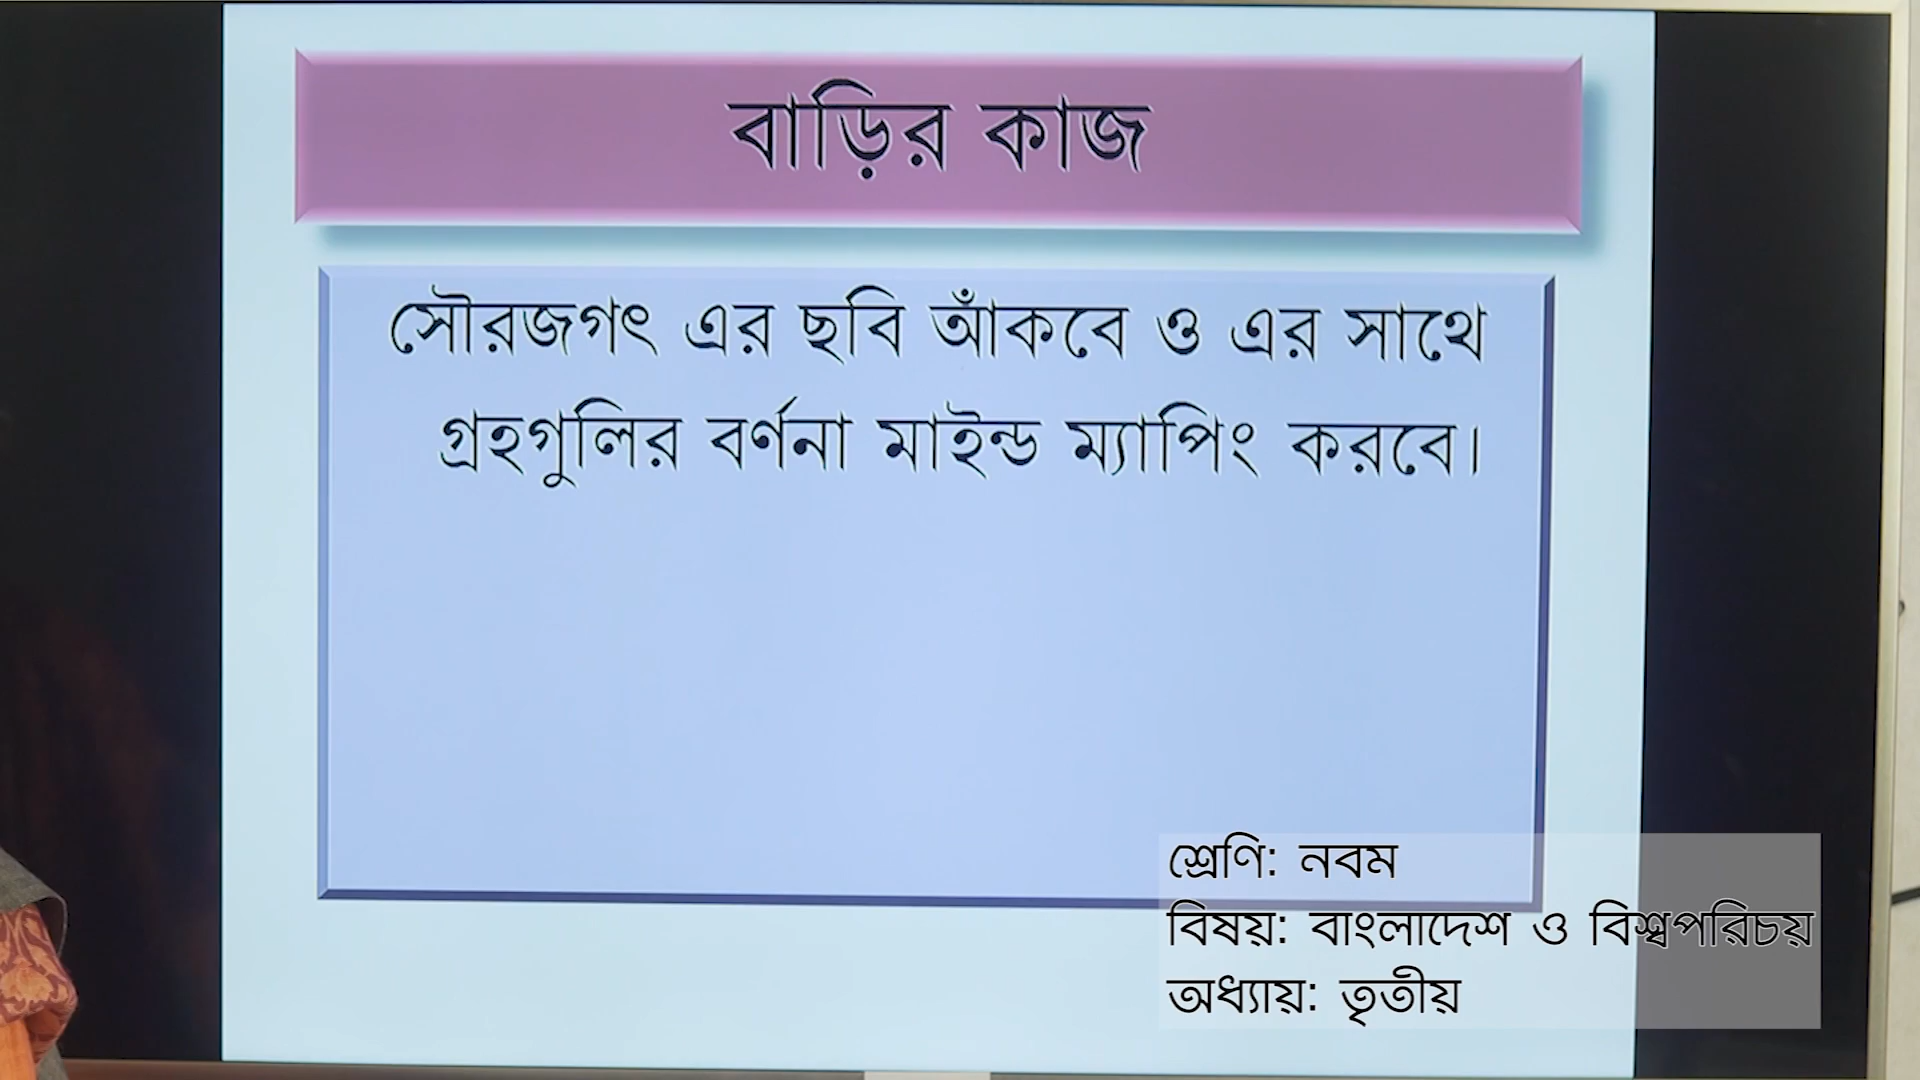 বাড়ির কাজ
সৌরজগৎ এর ছবি আঁকবে ও এর সাথে
গ্রহগুলির বর্ণনা মাইন্ড ম্যাপিং করবে।
শ্রেণি: নবম
বিষয়: বাংলাদেশ ও বিশ্বপরিচয়
অধ্যায়: তৃতীয়